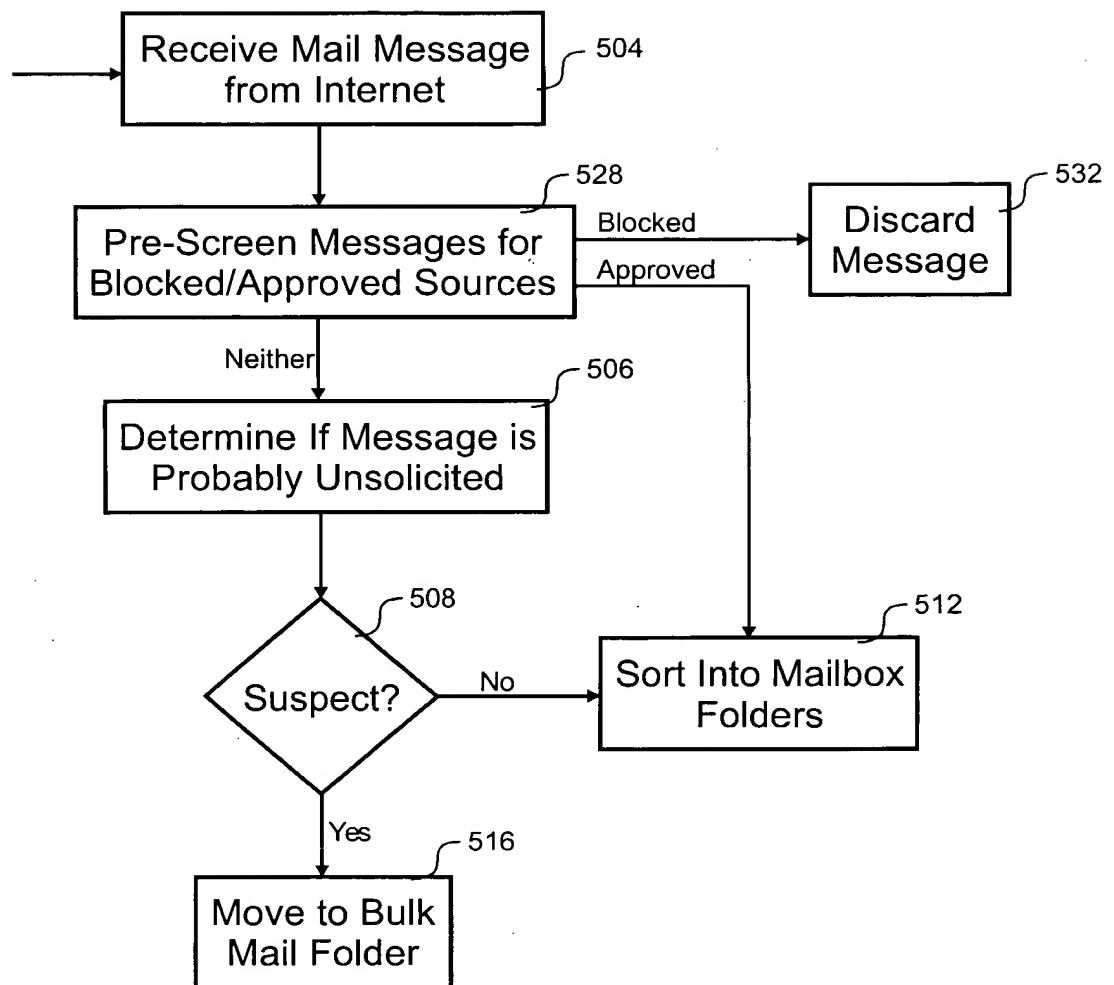 Receive Mail Message
from Internet
504
528
Pre-Screen Messages for
Blocked/Approved Sources
Blocked
Approved
532
Discard
Message
Neither
506
Determine If Message is
Probably Unsolicited
508
Suspect?
No
512
Sort Into Mailbox
Folders
Yes
516
Move to Bulk
Mail Folder